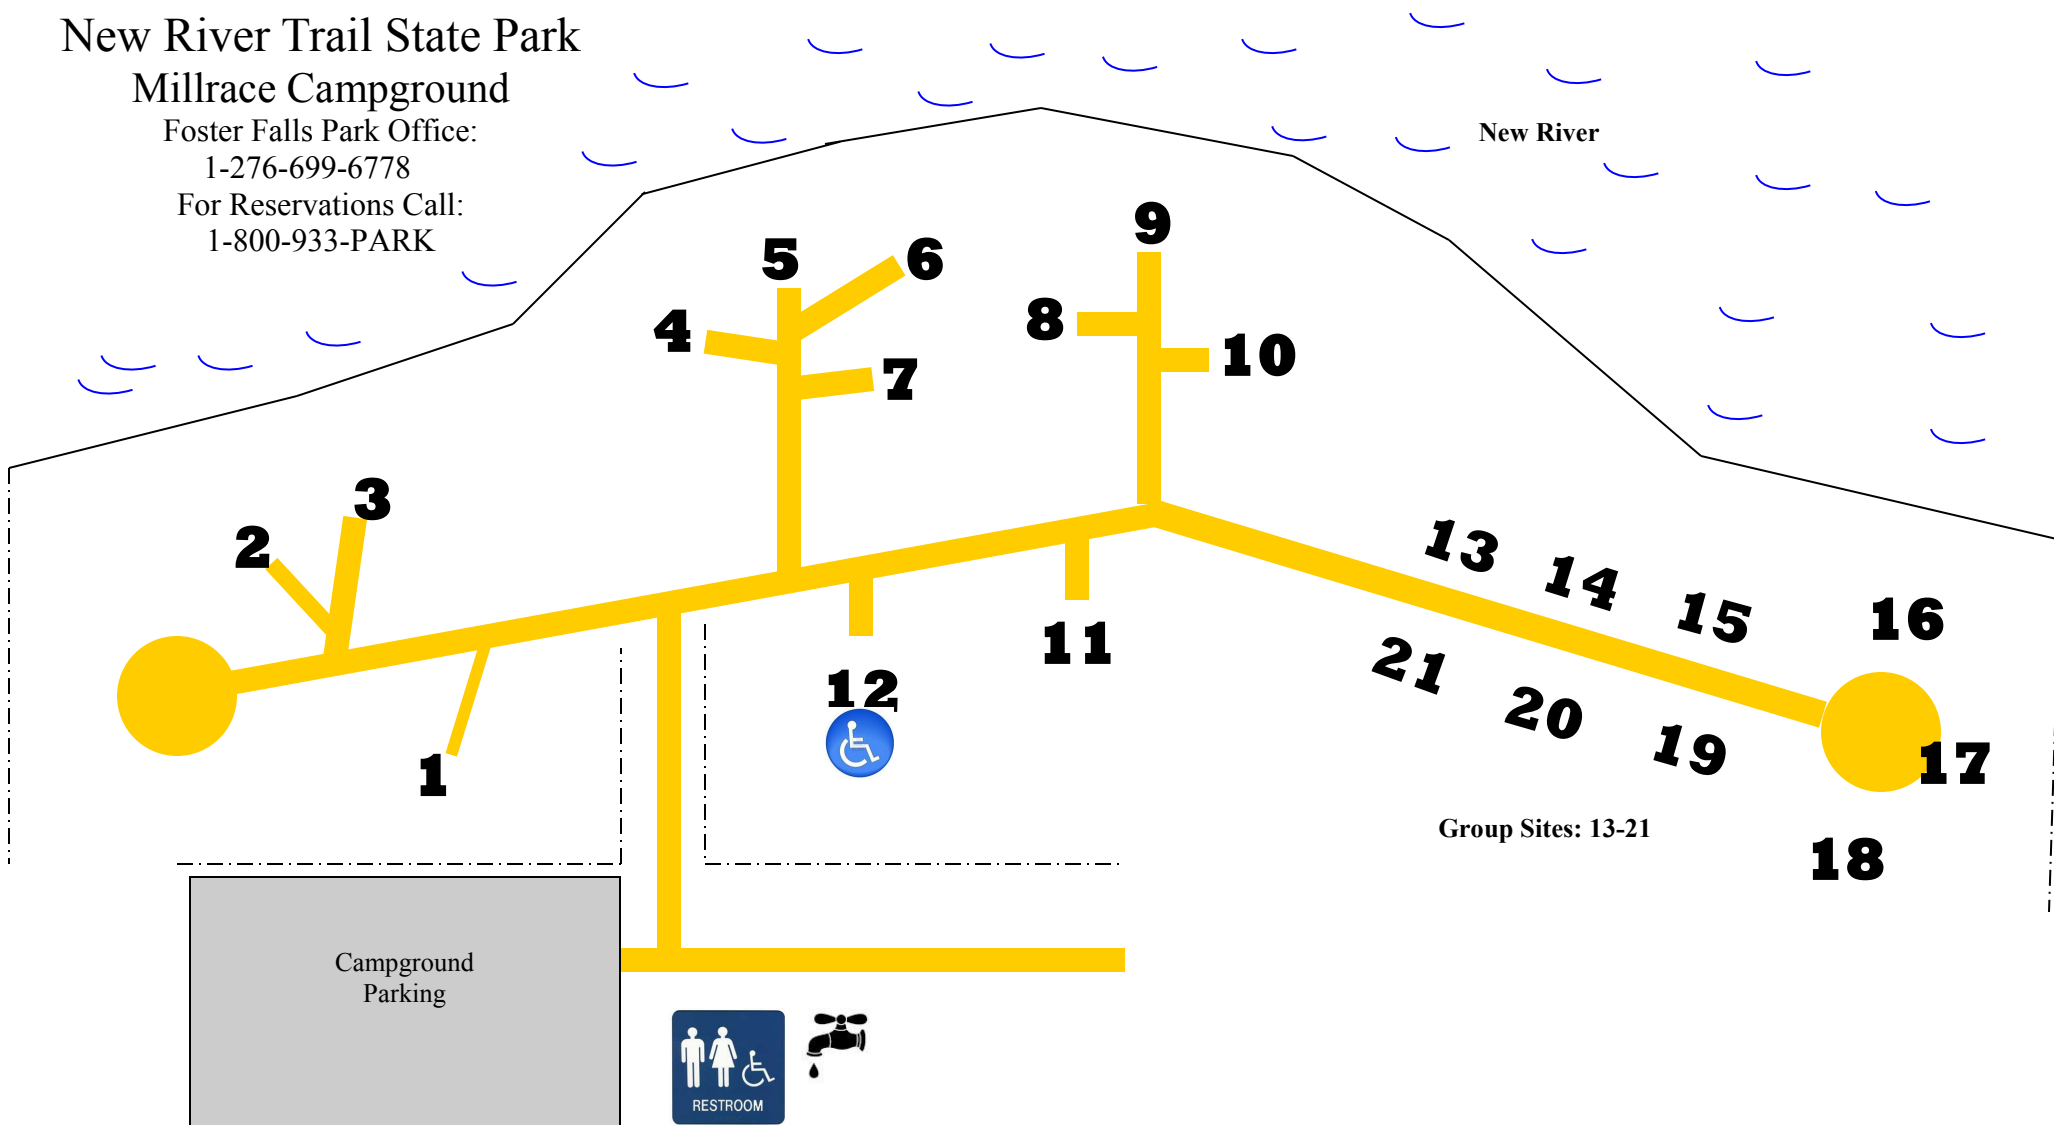 New River Trail State Park
Millrace Campground
Foster Falls Park Office:
1-276-699-6778
For Reservations Call:
1-800-933-PARK
New River
9
5
6
8
4
10
7
3
2
13
14
15
16
11
21
12
20
19
17
1
Group Sites: 13-21
18
Campground
Parking
RESTROOM